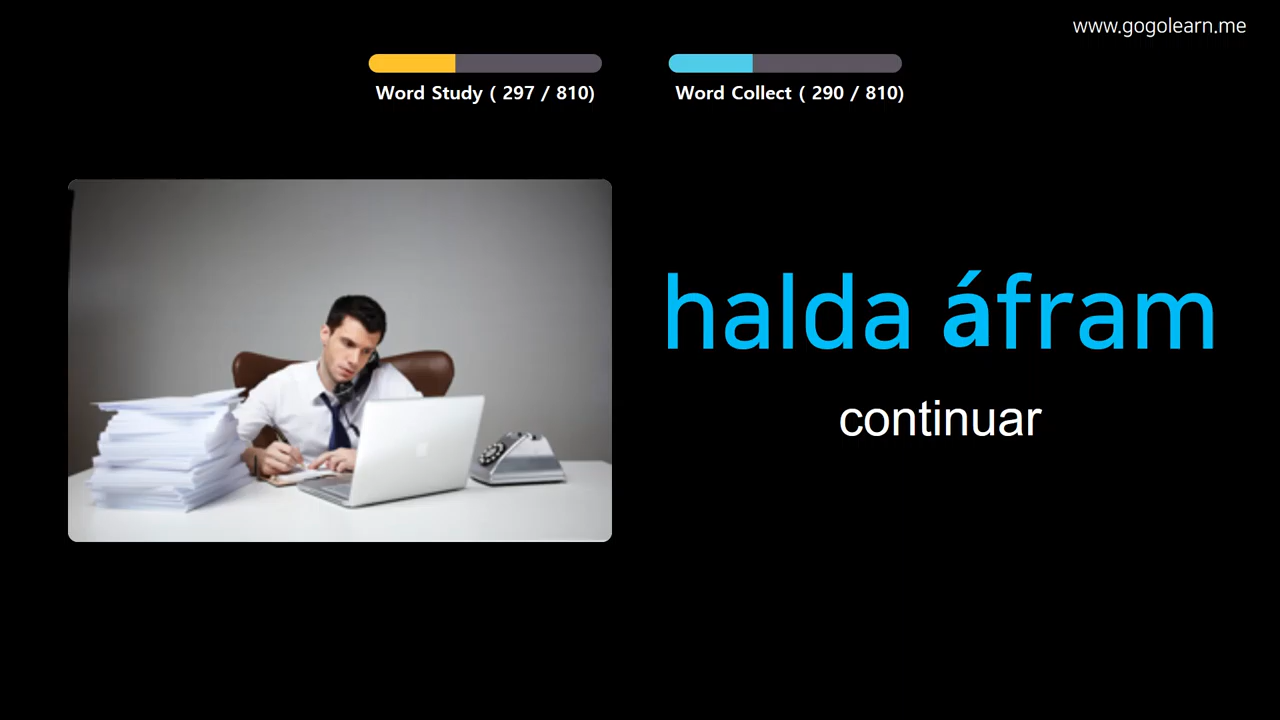 www.gogolearn.me
Word Study ( 297 / 810)
Word Collect ( 290 / 810)
halda áfram
continuar